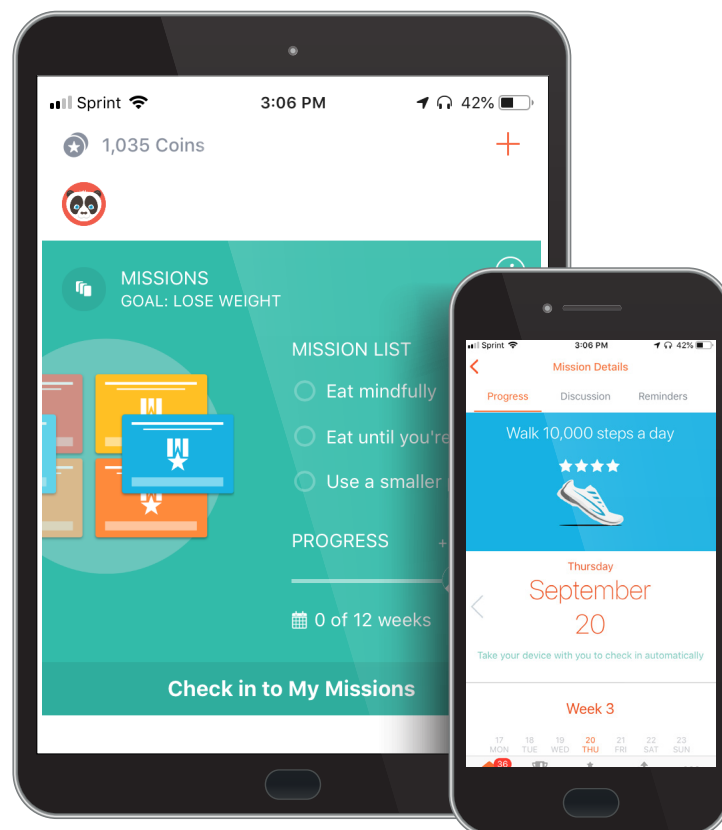 Sprint 3:06 PM 42%
1,035 Coins
MISSIONS
GOAL: LOSE WEIGHT
MISSION LIST
Eat mindfully
Eat until you're
Use a smaller
PROGRESS +
0 of 12 weeks
Check in to My Missions
Sprint 3:06 PM 42%
Mission Details
Progress Discussion Reminders
Walk 10,000 steps a day
Thursday
September
20
Take your device with you to check in automatically
Week 3
17 18 19 20 21 22 23
MON TUE WED THU FRI SAT SUN
36